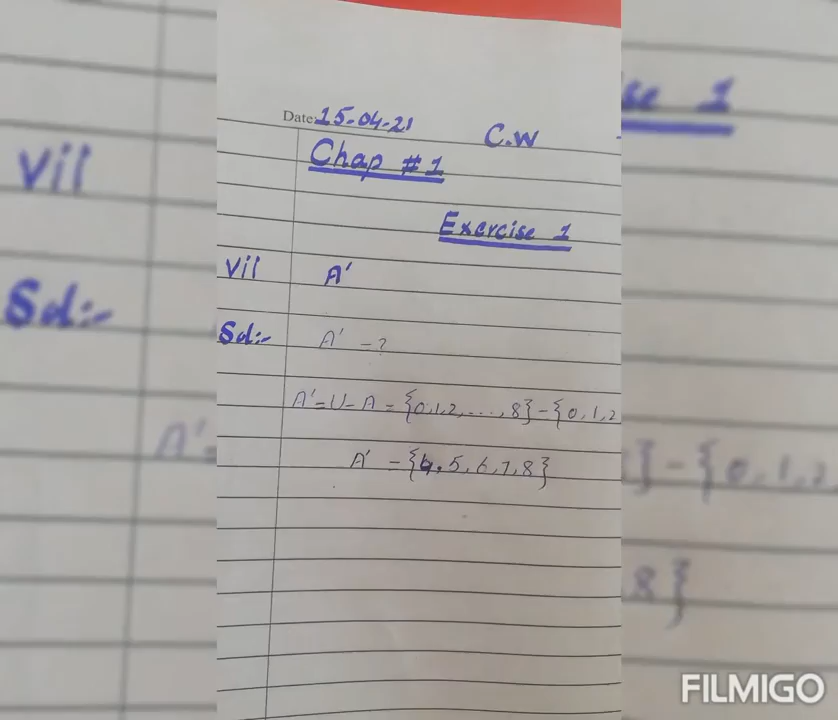 Date: 15-04-21
C.W
Chap #1
Exercise 1
vii A'
Sol:- A' - ?
A' = U - A = {0,1,2,...,8} - {0,1,2
A' = {4,5,6,7,8}
FILMIGO